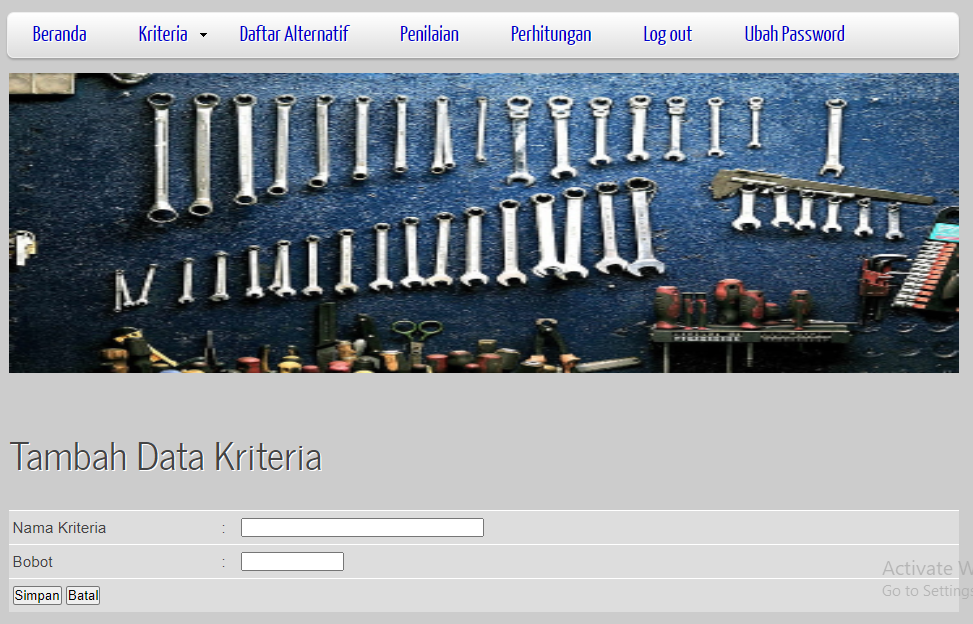 Beranda Kriteria Daftar Alternatif Penilaian Perhitungan Log out Ubah Password
Tambah Data Kriteria
Nama Kriteria :
Bobot :
Simpan Batal
Activate W
Go to Settings